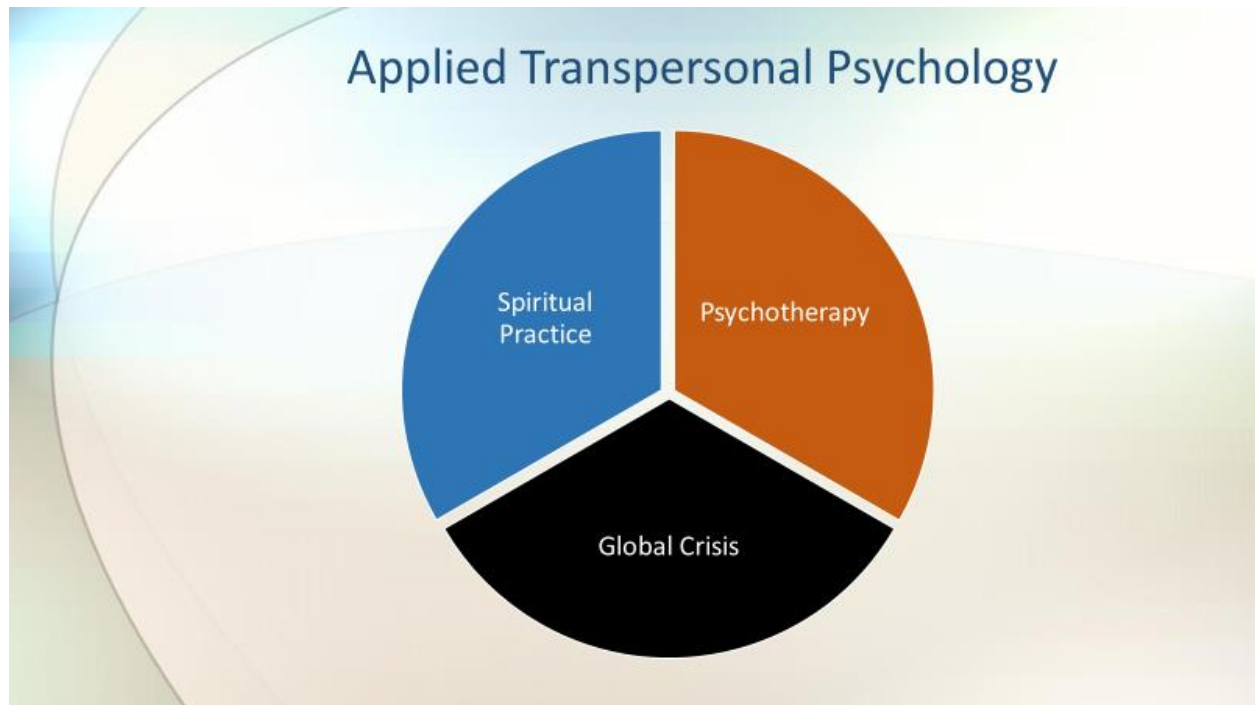 Applied Transpersonal Psychology
Spiritual
Practice
Psychotherapy
Global Crisis